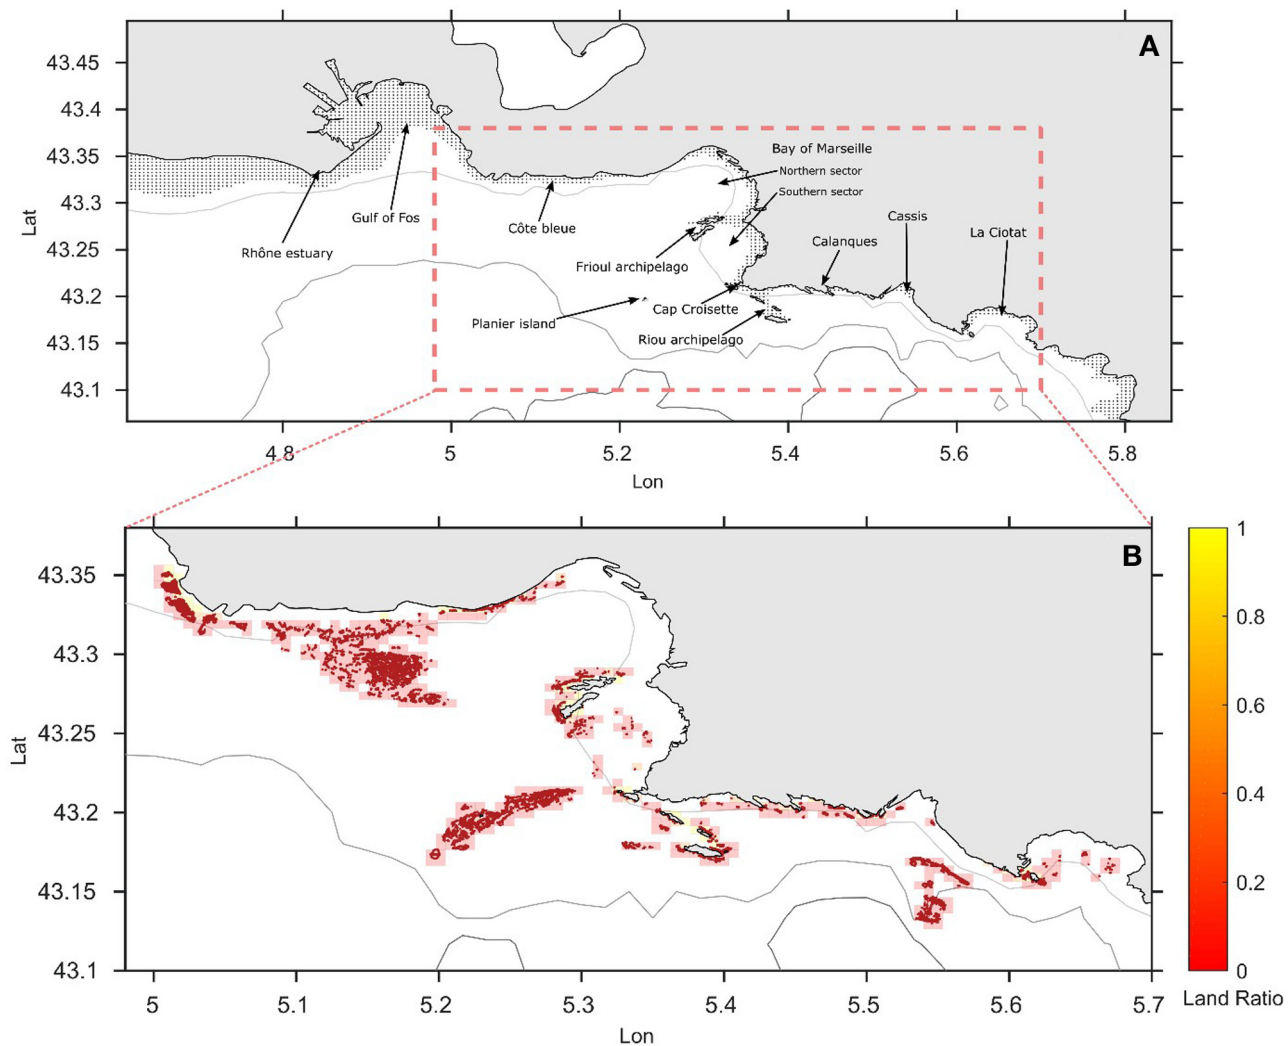 A
43.45
43.4
43.35
43.3
43.25
43.2
43.15
43.1
Lat
Bay of Marseille
Northern sector
Southern sector
Gulf of Fos
Côte bleue
Cassis
La Ciotat
Calanques
Rhône estuary
Frioul archipelago
Planier island
Cap Croisette
Riou archipelago
4.8
5
5.2
5.4
5.6
5.8
Lon
B
43.35
43.3
43.25
43.2
43.15
43.1
Lat
5
5.1
5.2
5.3
5.4
5.5
5.6
5.7
Lon
1
0.8
0.6
0.4
0.2
0
Land Ratio